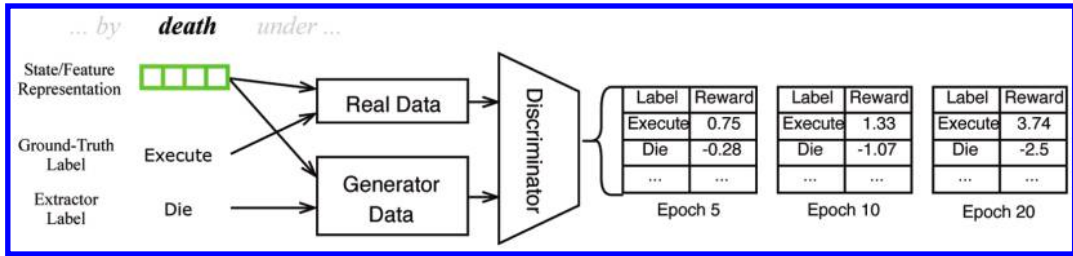 ... by death under ...
State/Feature
Representation
Real Data
Ground-Truth
Label
Execute
Extractor
Label
Die
Generator
Data
Discriminator
Label Reward
Execute 0.75
Die -0.28
... ...
Epoch 5
Label Reward
Execute 1.33
Die -1.07
... ...
Epoch 10
Label Reward
Execute 3.74
Die -2.5
... ...
Epoch 20